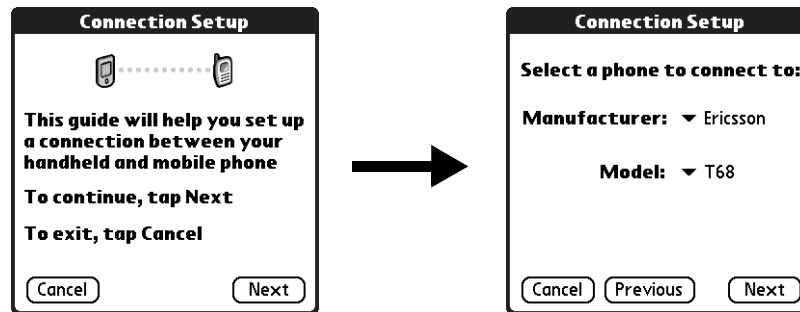 Connection Setup
This guide will help you set up
a connection between your
handheld and mobile phone
To continue, tap Next
To exit, tap Cancel
Cancel Next
Connection Setup
Select a phone to connect to:
Manufacturer: Ericsson
Model: T68
Cancel Previous Next